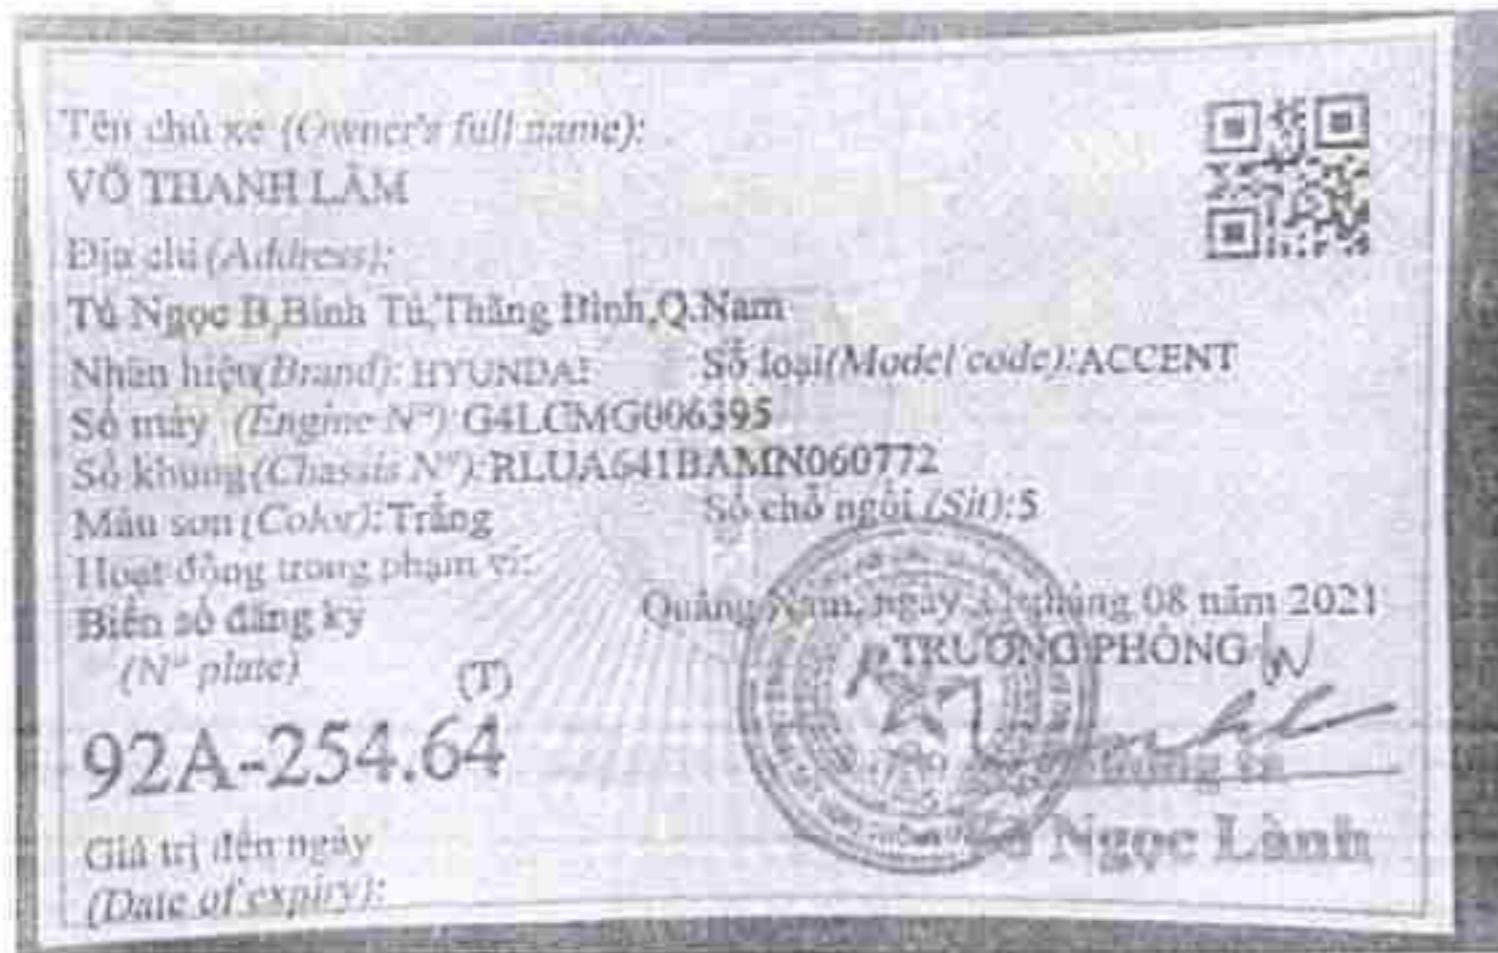 Tên chủ xe (Owner's full name):
VÕ THANH LÂM
Địa chỉ (Address):
Tú Ngọc B,Bình Tú,Thăng Bình,Q.Nam
Nhãn hiệu(Brand): HYUNDAI Số loại(Model code):ACCENT
Số máy (Engine N°):G4LCMG006395
Số khung(Chassis N°):RLUA641BAMN060772
Màu sơn (Color):Trắng Số chỗ ngồi (Sit):5
Hoạt động trong phạm vi:
Biển số đăng ký Quảng Nam, ngày tháng 08 năm 2021
(N° plate) (T) TRƯỞNG PHÒNG
92A-254.64
Giá trị đến ngày Ngọc Lành
(Date of expiry):